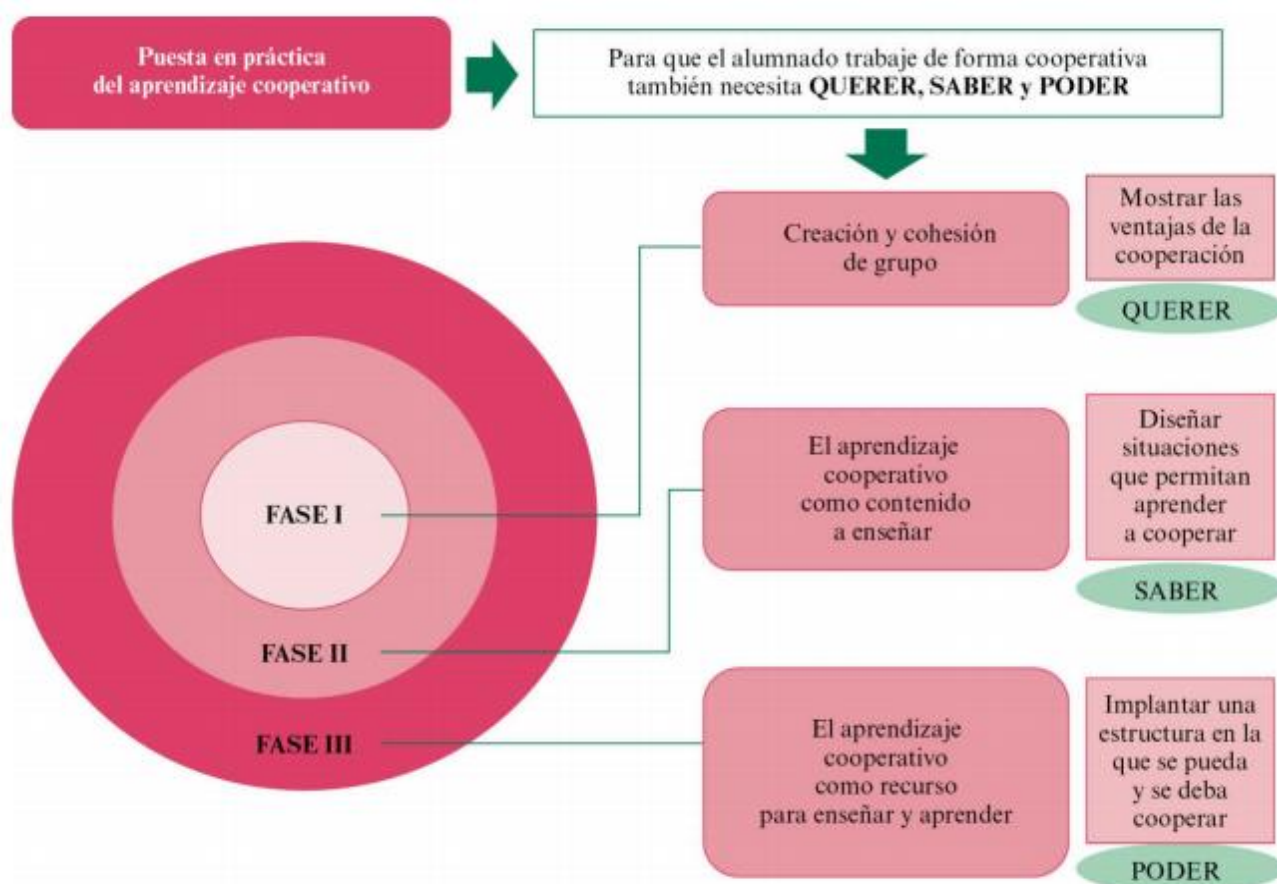 Puesta en práctica
del aprendizaje cooperativo
Para que el alumnado trabaje de forma cooperativa
también necesita QUERER, SABER y PODER
Creación y cohesión
de grupo
Mostrar las
ventajas de la
cooperación
QUERER
El aprendizaje
cooperativo
como contenido
a enseñar
Diseñar
situaciones
que permitan
aprender
a cooperar
SABER
El aprendizaje
cooperativo
como recurso
para enseñar y aprender
Implantar una
estructura en la
que se pueda
y se deba
cooperar
PODER
FASE I
FASE II
FASE III